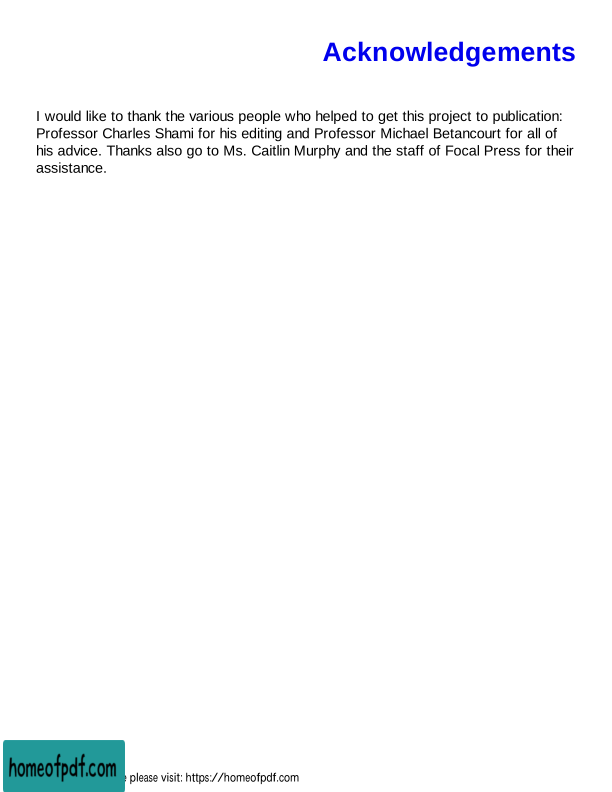 Acknowledgements
I would like to thank the various people who helped to get this project to publication:
Professor Charles Shami for his editing and Professor Michael Betancourt for all of
his advice. Thanks also go to Ms. Caitlin Murphy and the staff of Focal Press for their
assistance.
homeofpdf.com
please visit: https://homeofpdf.com